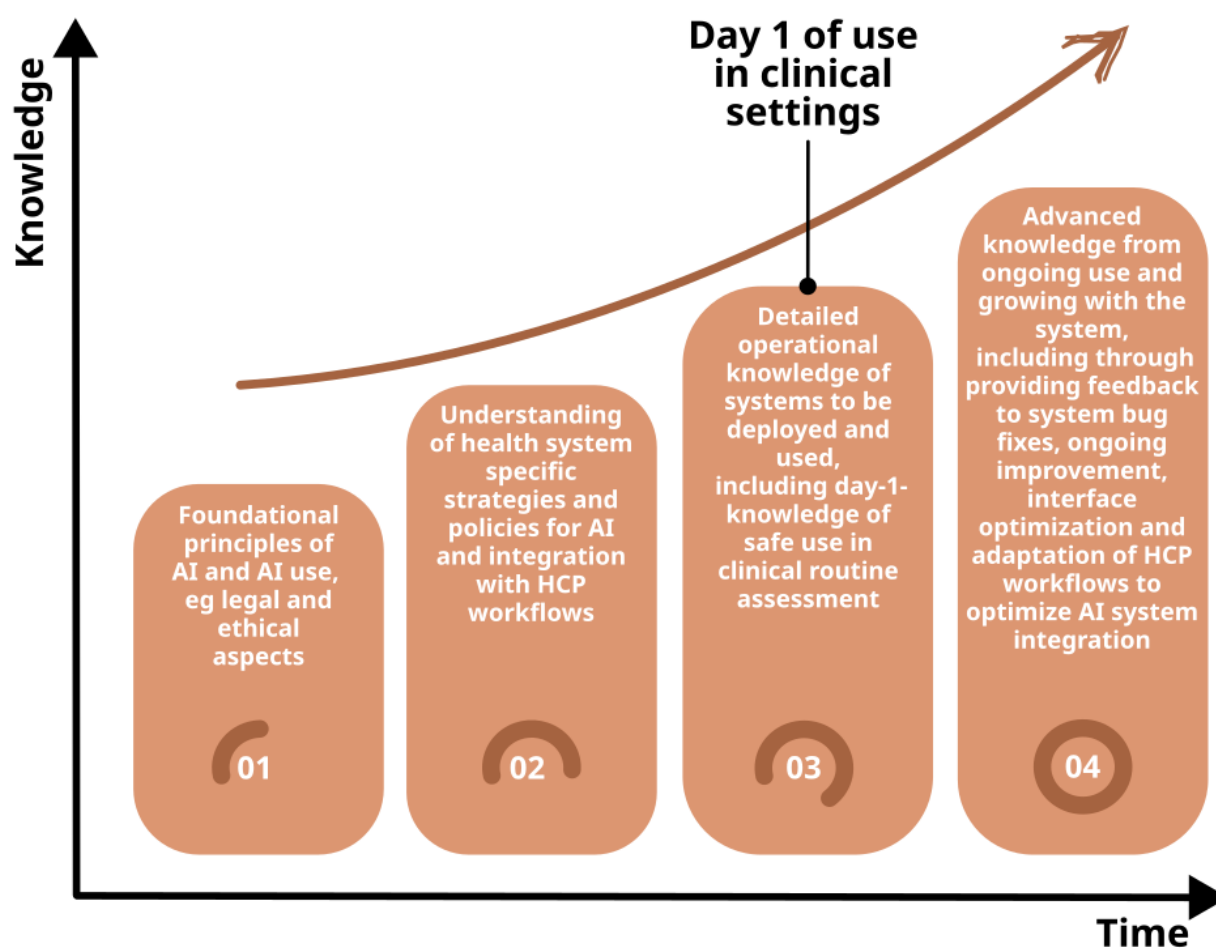 Knowledge
Day 1 of use
in clinical
settings
Foundational
principles of
AI and AI use,
eg legal and
ethical
aspects
01
Understanding
of health system
specific
strategies and
policies for AI
and integration
with HCP
workflows
02
Detailed
operational
knowledge of
systems to be
deployed and
used,
including day-1-
knowledge of
safe use in
clinical routine
assessment
03
Advanced
knowledge from
ongoing use and
growing with the
system,
including through
providing feedback
to system bug
fixes, ongoing
improvement,
interface
optimization and
adaptation of HCP
workflows to
optimize AI system
integration
04
Time